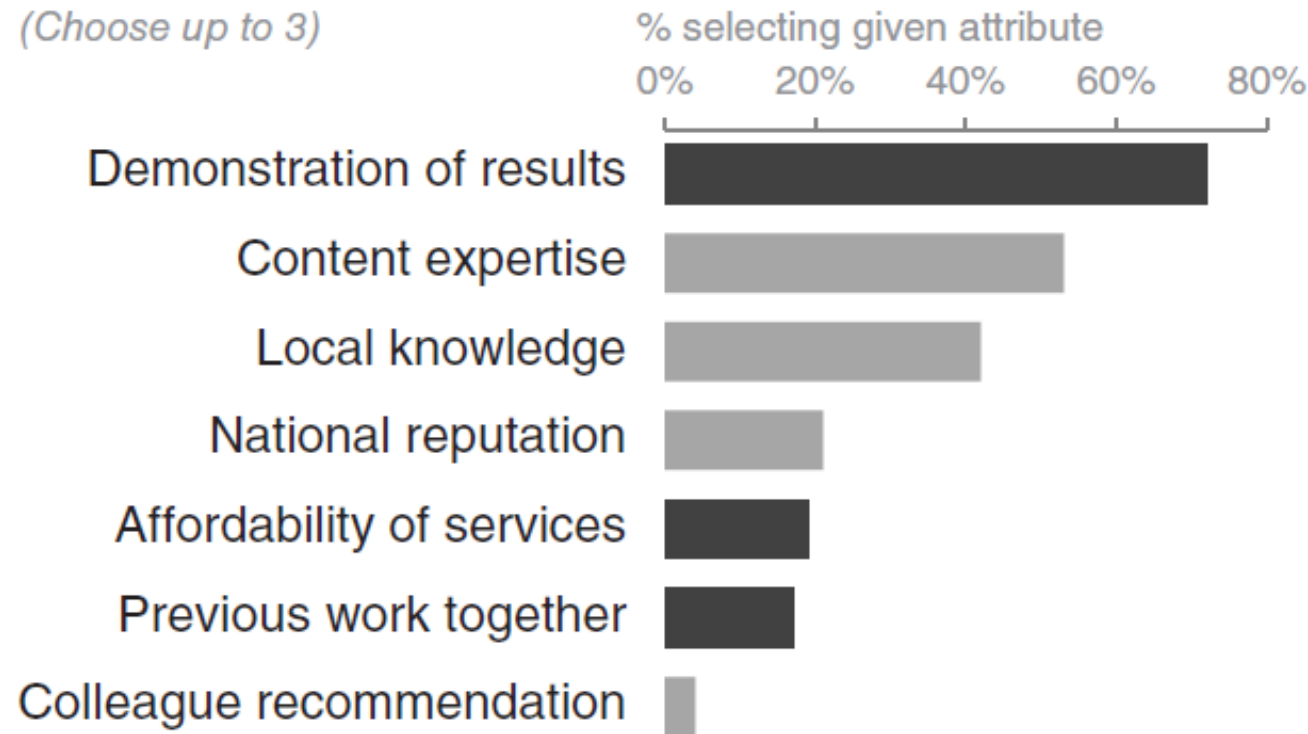 (Choose up to 3)
% selecting given attribute
0% 20% 40% 60% 80%
Demonstration of results
Content expertise
Local knowledge
National reputation
Affordability of services
Previous work together
Colleague recommendation